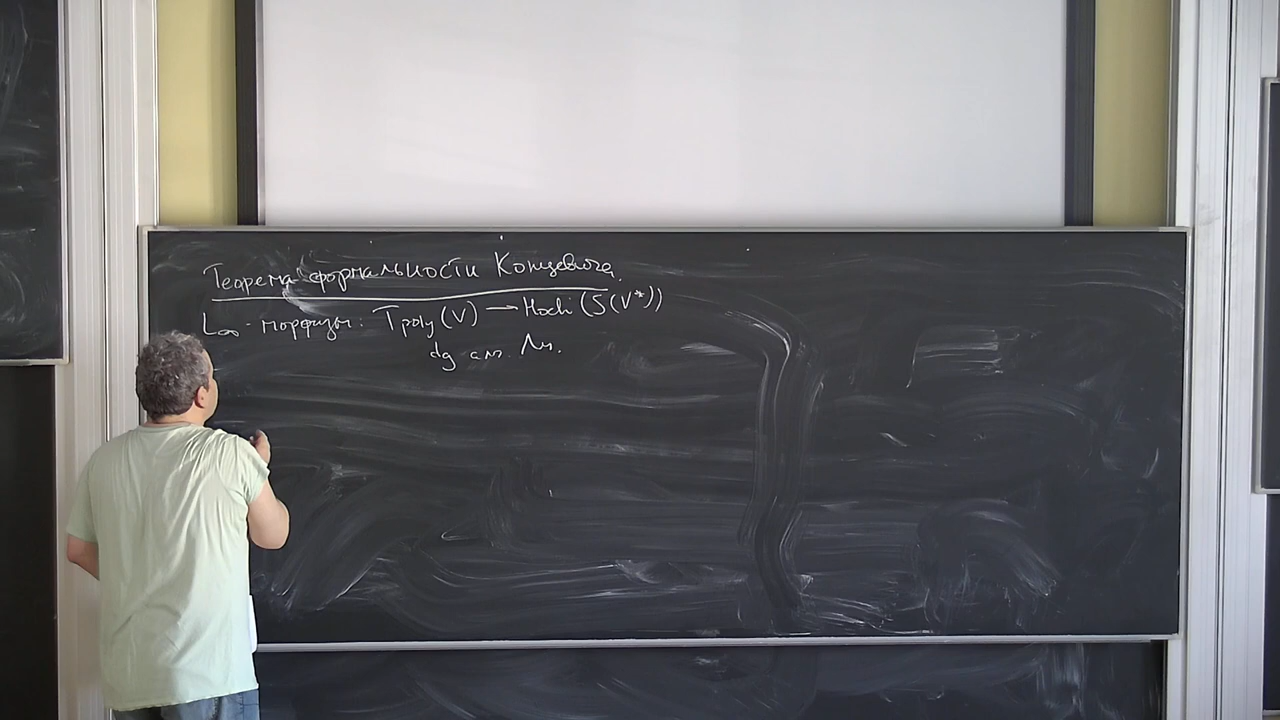 Теорема формальности Концевича.
L∞-морфизм: Tpoly(V) → Hoch(S(V*))
dg алг. Ли.